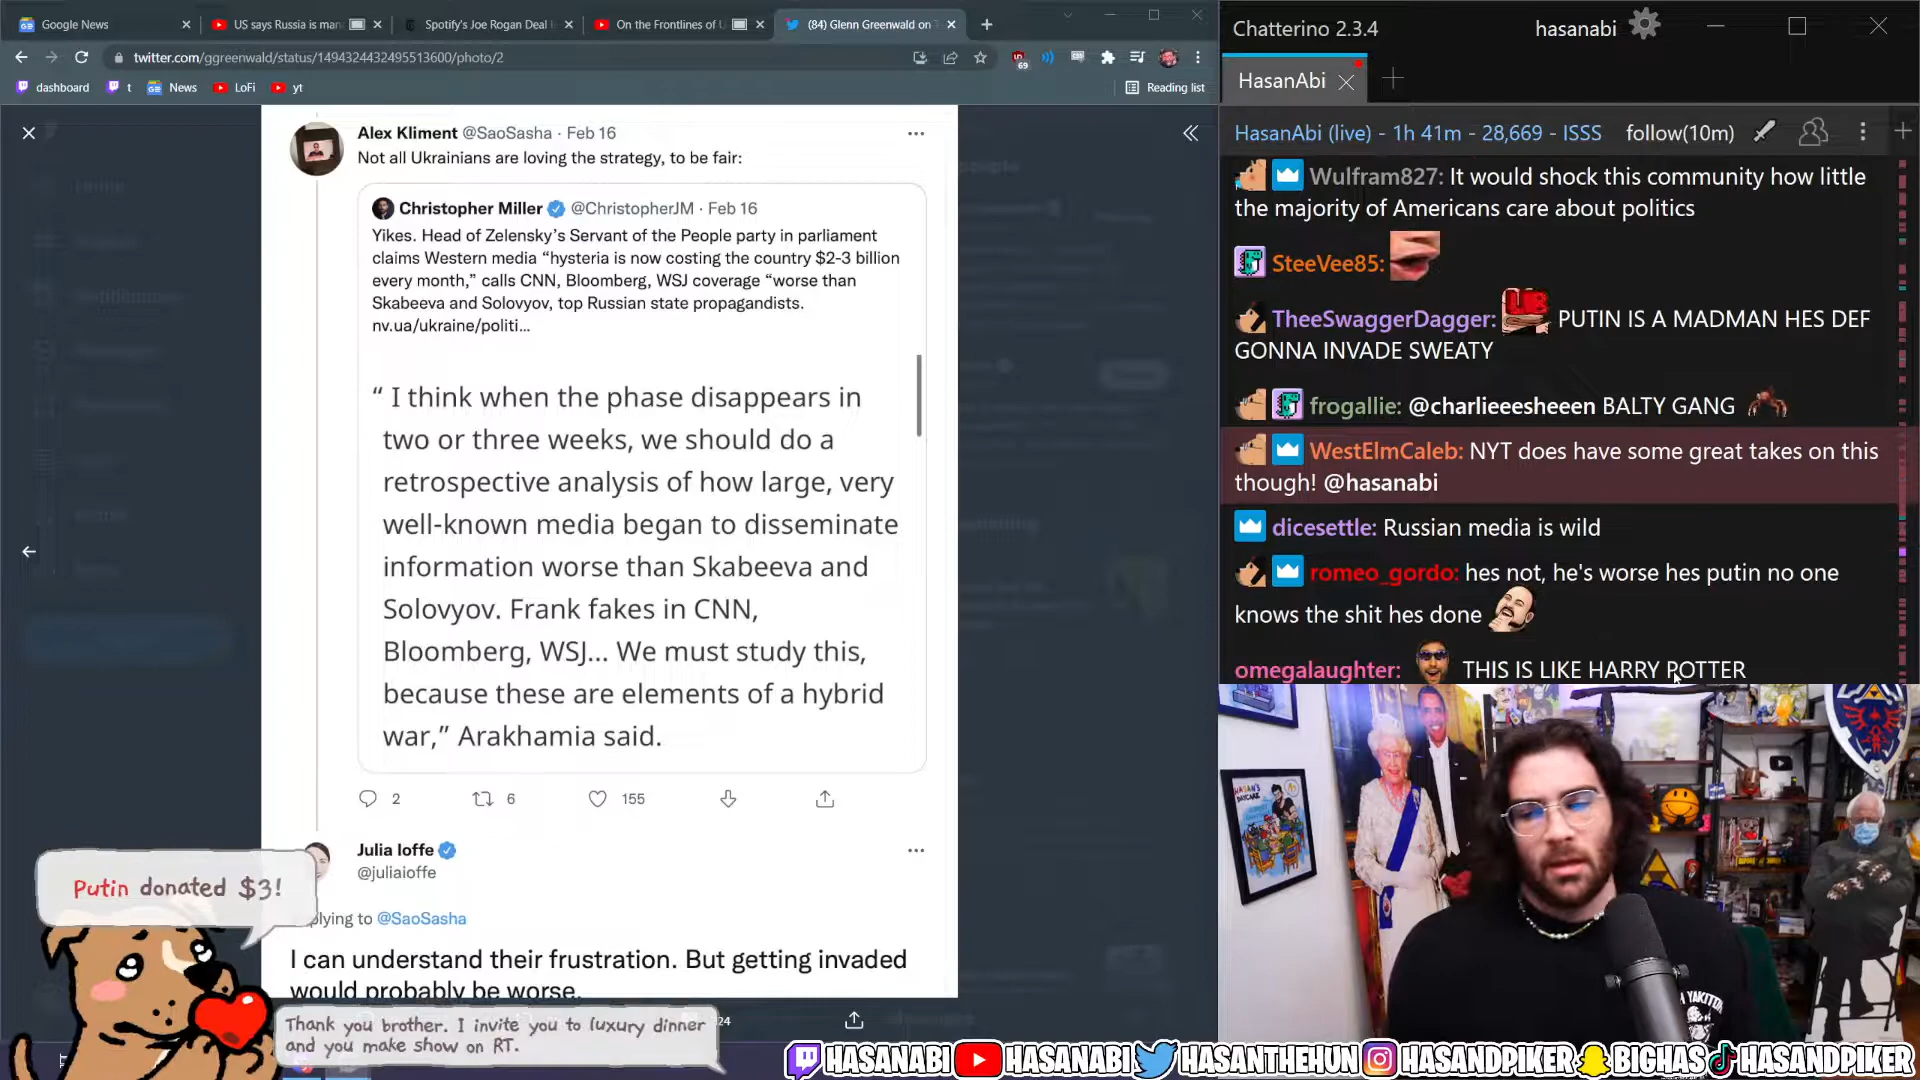 Google News
US says Russia is man
Spotify's Joe Rogan Deal
On the Frontlines of U
(84) Glenn Greenwald on T
twitter.com/ggreenwald/status/1494324432495513600/photo/2
69
dashboard
t
News
LoFi
yt
Reading list
Alex Kliment @SaoSasha · Feb 16
Not all Ukrainians are loving the strategy, to be fair:
Christopher Miller @ChristopherJM · Feb 16
Yikes. Head of Zelensky's Servant of the People party in parliament
claims Western media “hysteria is now costing the country $2-3 billion
every month,” calls CNN, Bloomberg, WSJ coverage “worse than
Skabeeva and Solovyov, top Russian state propagandists.
nv.ua/ukraine/politi...
“ I think when the phase disappears in
two or three weeks, we should do a
retrospective analysis of how large, very
well-known media began to disseminate
information worse than Skabeeva and
Solovyov. Frank fakes in CNN,
Bloomberg, WSJ... We must study this,
because these are elements of a hybrid
war,” Arakhamia said.
2
6
155
Julia Ioffe
@juliaioffe
plying to @SaoSasha
I can understand their frustration. But getting invaded
would probably be worse.
24
Putin donated $3!
Thank you brother. I invite you to luxury dinner
and you make show on RT.
Chatterino 2.3.4
hasanabi
HasanAbi
HasanAbi (live) - 1h 41m - 28,669 - ISSS
follow(10m)
Wulfram827: It would shock this community how little
the majority of Americans care about politics
SteeVee85:
TheeSwaggerDagger: PUTIN IS A MADMAN HES DEF
GONNA INVADE SWEATY
frogallie: @charlieeesheeen BALTY GANG
WestElmCaleb: NYT does have some great takes on this
though! @hasanabi
dicesettle: Russian media is wild
romeo_gordo: hes not, he's worse hes putin no one
knows the shit hes done
omegalaughter: THIS IS LIKE HARRY POTTER
HASAN'S
DAYCARE
YAKITORI
HASANABI
HASANABI
HASANTHEHUN
HASANDPIKER
BIGHAS
HASANDPIKER